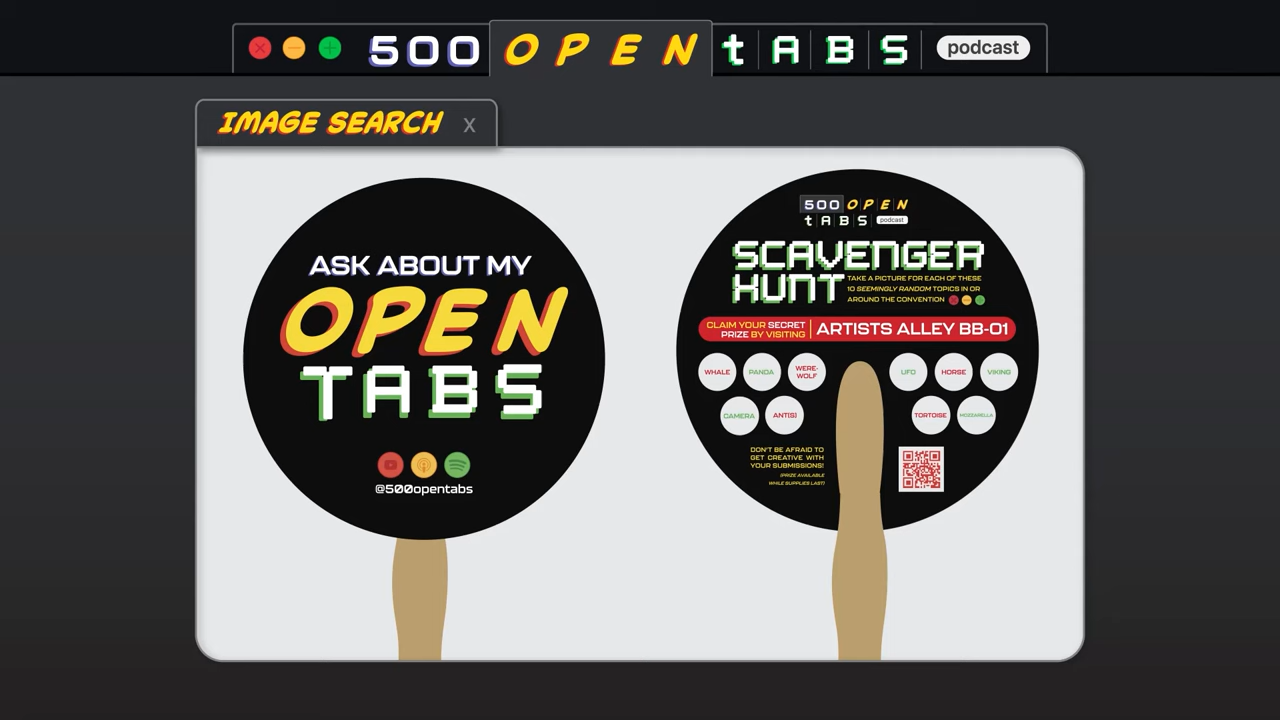 500 OPEN tABS podcast
IMAGE SEARCH X
ASK ABOUT MY
OPEN
TABS
@500opentabs
500 OPEN
tABS podcast
SCAVENGER
HUNT
TAKE A PICTURE FOR EACH OF THESE
10 SEEMINGLY RANDOM TOPICS IN OR
AROUND THE CONVENTION
CLAIM YOUR SECRET
PRIZE BY VISITING
ARTISTS ALLEY BB-01
WHALE
PANDA
WERE-
WOLF
UFO
HORSE
VIKING
CAMERA
ANT(S)
TORTOISE
MOZZARELLA
DON'T BE AFRAID TO
GET CREATIVE WITH
YOUR SUBMISSIONS!
(PRIZE AVAILABLE
WHILE SUPPLIES LAST)